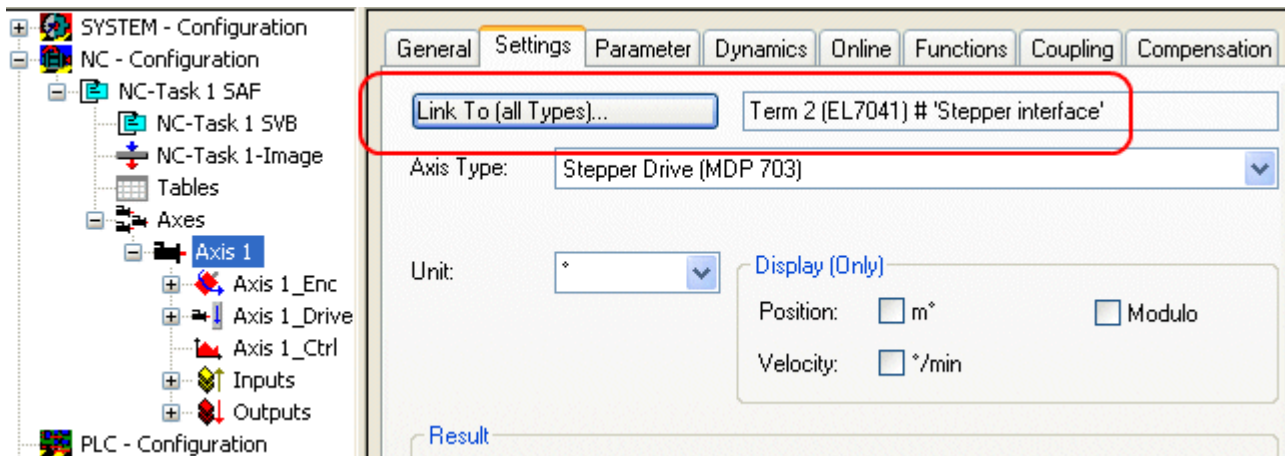 SYSTEM - Configuration
NC - Configuration
NC-Task 1 SAF
NC-Task 1 SVB
NC-Task 1-Image
Tables
Axes
Axis 1
Axis 1_Enc
Axis 1_Drive
Axis 1_Ctrl
Inputs
Outputs
PLC - Configuration
General Settings Parameter Dynamics Online Functions Coupling Compensation
Link To (all Types)... Term 2 (EL7041) # 'Stepper interface'
Axis Type: Stepper Drive (MDP 703)
Unit: °
Display (Only)
Position: m° Modulo
Velocity: °/min
Result